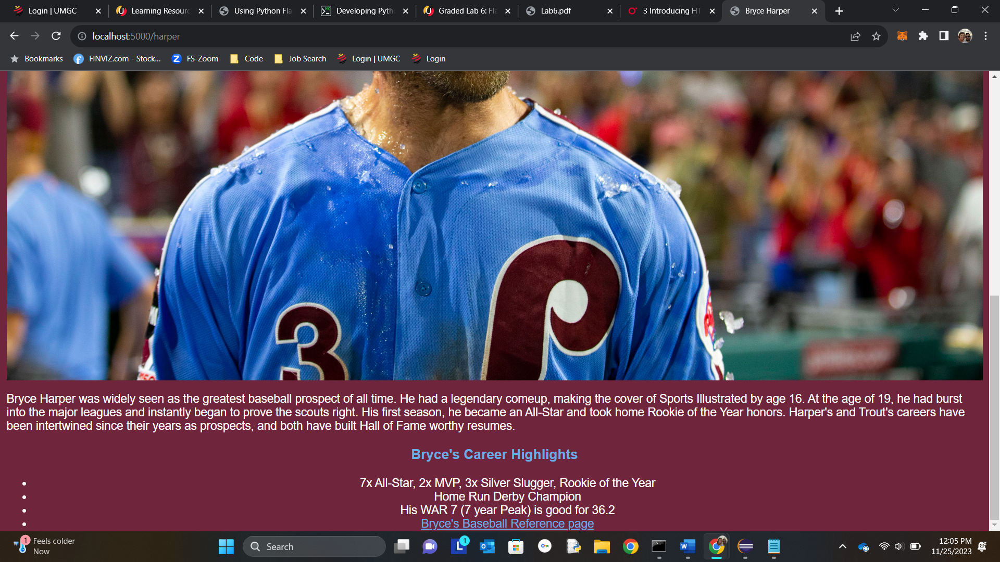 Login | UMGC
Learning Resourc
Using Python Fla
Developing Pyth
Graded Lab 6: Fla
Lab6.pdf
3 Introducing HT
Bryce Harper
localhost:5000/harper
Bookmarks
FINVIZ.com - Stock...
FS-Zoom
Code
Job Search
Login | UMGC
Login
3 P
Bryce Harper was widely seen as the greatest baseball prospect of all time. He had a legendary comeup, making the cover of Sports Illustrated by age 16. At the age of 19, he had burst
into the major leagues and instantly began to prove the scouts right. His first season, he became an All-Star and took home Rookie of the Year honors. Harper's and Trout's careers have
been intertwined since their years as prospects, and both have built Hall of Fame worthy resumes.
Bryce's Career Highlights
• 7x All-Star, 2x MVP, 3x Silver Slugger, Rookie of the Year
• Home Run Derby Champion
• His WAR 7 (7 year Peak) is good for 36.2
• Bryce's Baseball Reference page
1
Feels colder
Now
Search
1
12:05 PM
11/25/2023